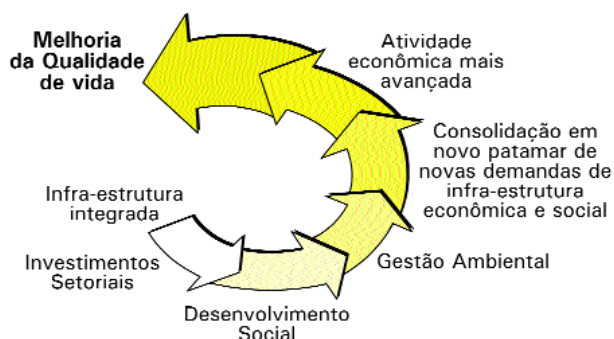 Melhoria
da Qualidade
de vida
Atividade
econômica mais
avançada
Consolidação em
novo patamar de
novas demandas de
infra-estrutura
econômica e social
Infra-estrutura
integrada
Investimentos
Setoriais
Gestão Ambiental
Desenvolvimento
Social